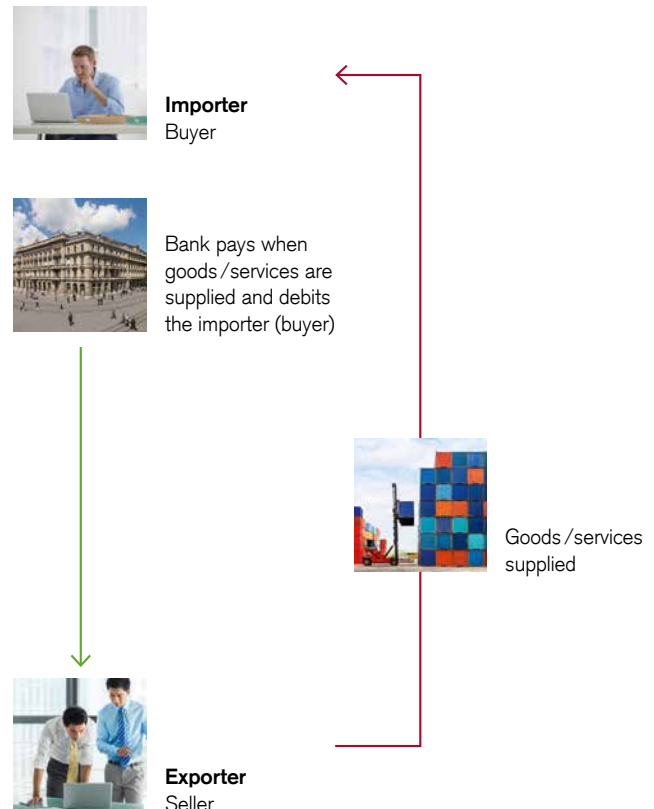 Importer
Buyer
Bank pays when
goods/services are
supplied and debits
the importer (buyer)
Goods/services
supplied
Exporter
Seller